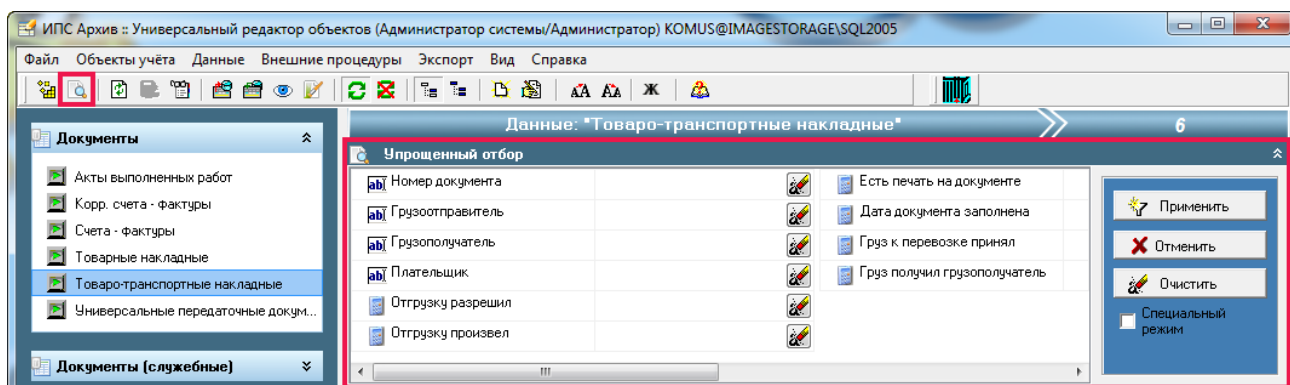 ИПС Архив :: Универсальный редактор объектов (Администратор системы/Администратор) KOMUS@IMAGESTORAGE\SQL2005
Файл Объекты учёта Данные Внешние процедуры Экспорт Вид Справка
Ж
Документы
Акты выполненных работ
Корр. счета - фактуры
Счета - фактуры
Товарные накладные
Товаро-транспортные накладные
Универсальные передаточные докум...
Документы (служебные)
Данные: "Товаро-транспортные накладные"
6
Упрощенный отбор
Номер документа
Грузоотправитель
Грузополучатель
Плательщик
Отгрузку разрешил
Отгрузку произвел
Есть печать на документе
Дата документа заполнена
Груз к перевозке принял
Груз получил грузополучатель
Применить
Отменить
Очистить
Специальный
режим